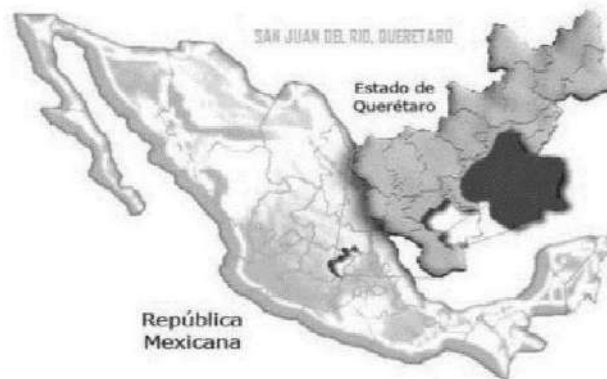 SAN JUAN DEL RIO, QUERETARO
Estado de
Querétaro
República
Mexicana